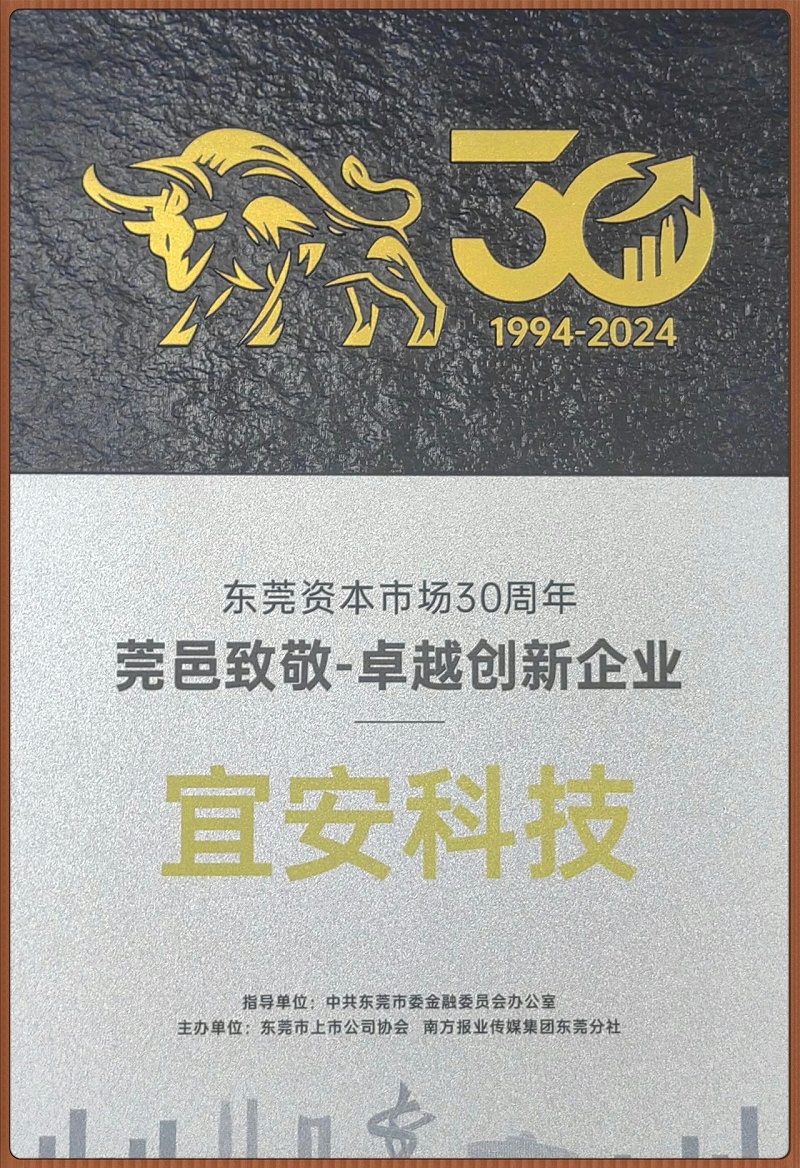 30
1994-2024
东莞资本市场30周年
莞邑致敬-卓越创新企业
宜安科技
指导单位：中共东莞市委金融委员会办公室
主办单位：东莞市上市公司协会 南方报业传媒集团东莞分社